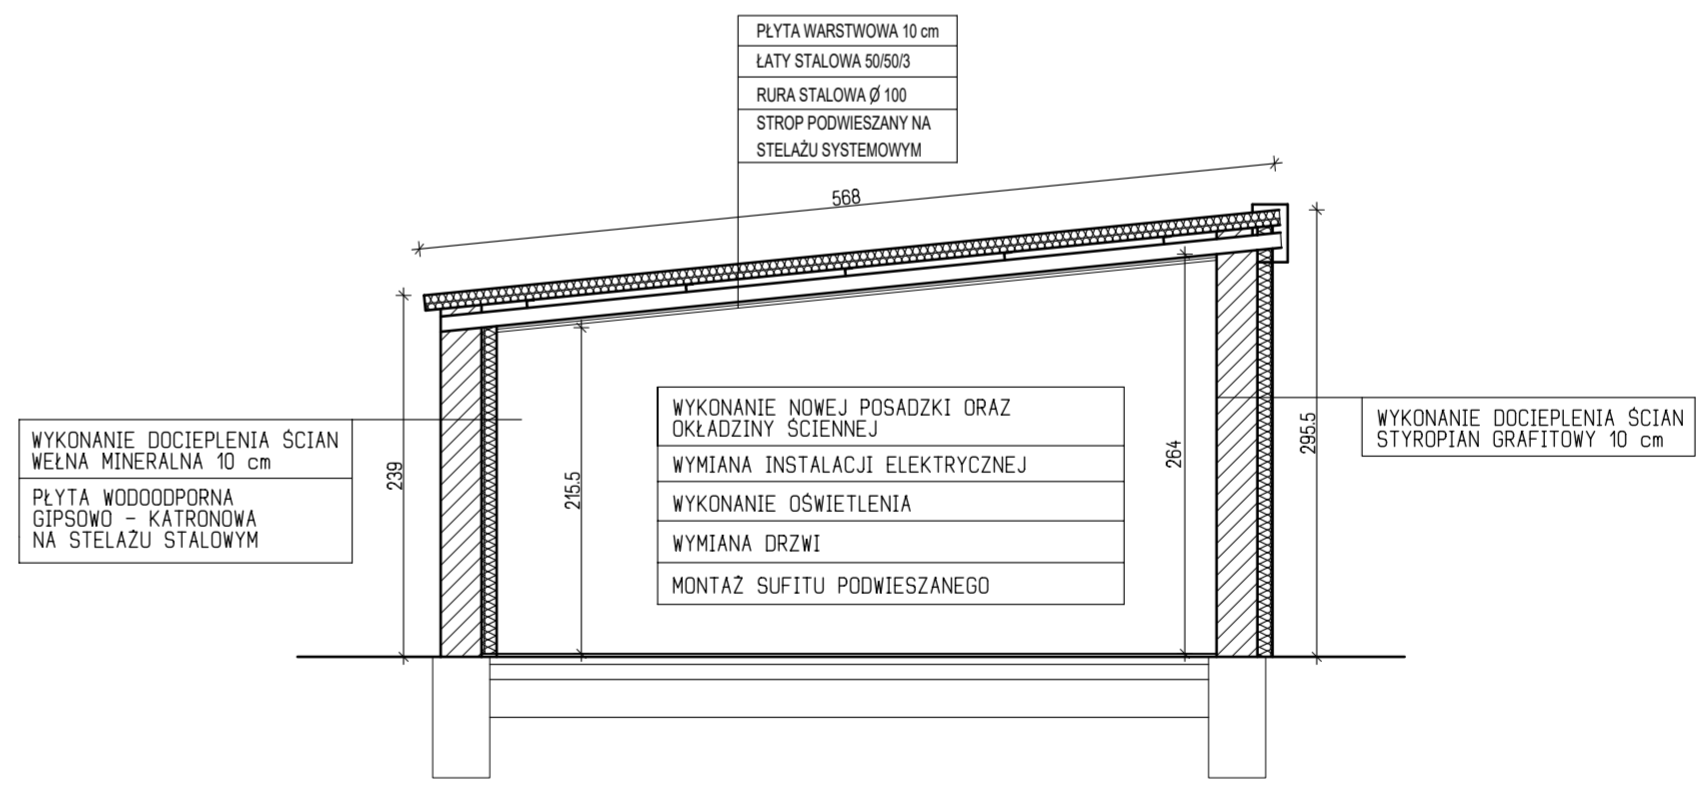 PŁYTA WARSTWOWA 10 cm
ŁATY STALOWA 50/50/3
RURA STALOWA Ø 100
STROP PODWIESZANY NA
STELAŻU SYSTEMOWYM
568
WYKONANIE DOCIEPLENIA ŚCIAN
WEŁNA MINERALNA 10 cm
PŁYTA WODOODPORNA
GIPSOWO - KATRONOWA
NA STELAŻU STALOWYM
239
215.5
WYKONANIE NOWEJ POSADZKI ORAZ
OKŁADZINY ŚCIENNEJ
WYMIANA INSTALACJI ELEKTRYCZNEJ
WYKONANIE OŚWIETLENIA
WYMIANA DRZWI
MONTAŻ SUFITU PODWIESZANEGO
264
295.5
WYKONANIE DOCIEPLENIA ŚCIAN
STYROPIAN GRAFITOWY 10 cm